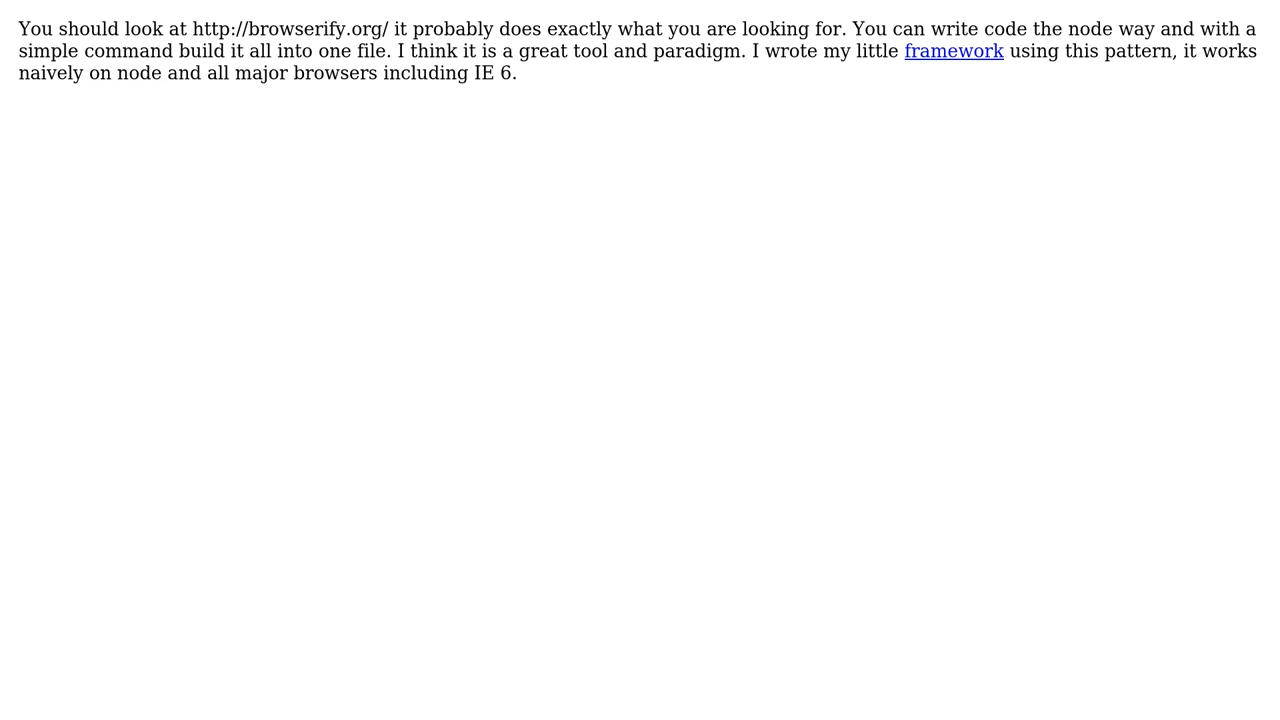 You should look at http://browserify.org/ it probably does exactly what you are looking for. You can write code the node way and with a
simple command build it all into one file. I think it is a great tool and paradigm. I wrote my little framework using this pattern, it works
naively on node and all major browsers including IE 6.